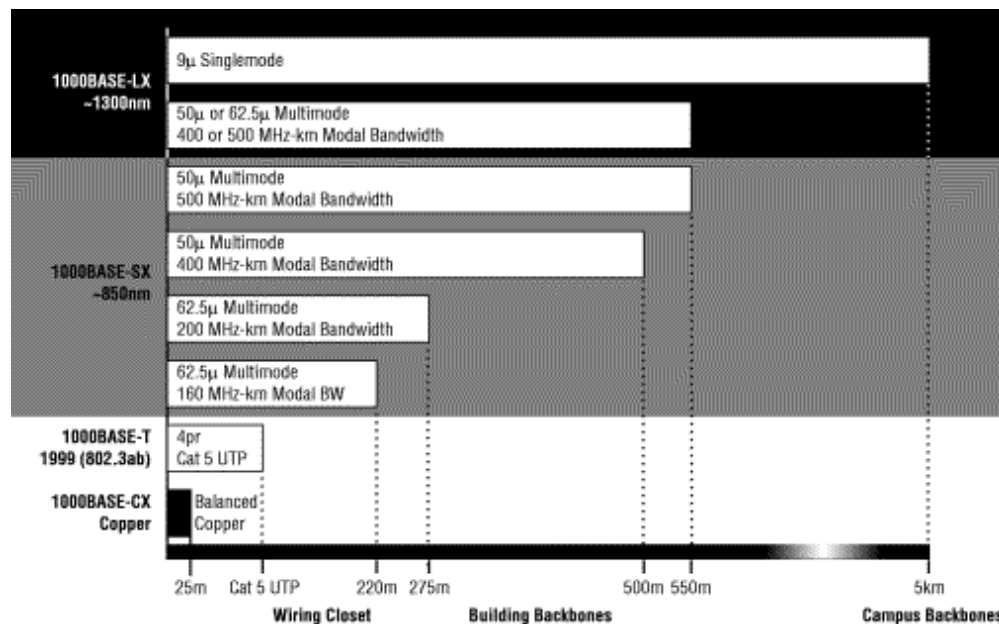 1000BASE-LX
~1300nm
9μ Singlemode
50μ or 62.5μ Multimode
400 or 500 MHz-km Modal Bandwidth
1000BASE-SX
~850nm
50μ Multimode
500 MHz-km Modal Bandwidth
50μ Multimode
400 MHz-km Modal Bandwidth
62.5μ Multimode
200 MHz-km Modal Bandwidth
62.5μ Multimode
160 MHz-km Modal BW
1000BASE-T
1999 (802.3ab)
4pr
Cat 5 UTP
1000BASE-CX
Copper
Balanced
Copper
25m Cat 5 UTP 220m 275m 500m 550m 5km
Wiring Closet Building Backbones Campus Backbones